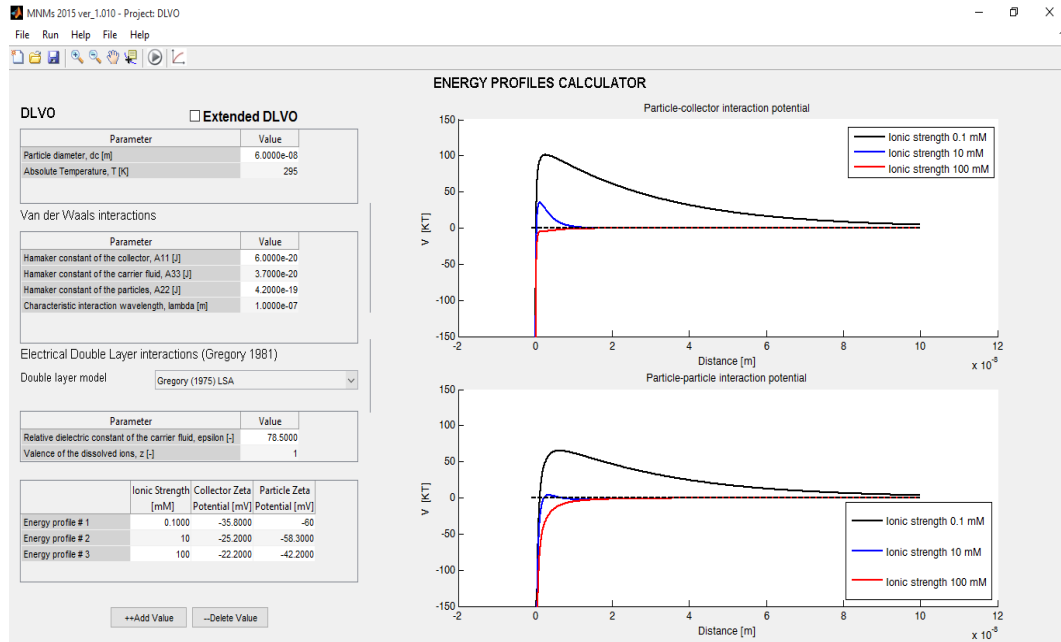 MNMs 2015 ver_1.010 - Project: DLVO
File Run Help File Help
ENERGY PROFILES CALCULATOR
DLVO
Extended DLVO
Parameter Value
Particle diameter, dc [m] 6.0000e-08
Absolute Temperature, T [K] 295
Van der Waals interactions
Parameter Value
Hamaker constant of the collector, A11 [J] 6.0000e-20
Hamaker constant of the carrier fluid, A33 [J] 3.7000e-20
Hamaker constant of the particles, A22 [J] 4.2000e-19
Characteristic interaction wavelength, lambda [m] 1.0000e-07
Electrical Double Layer interactions (Gregory 1981)
Double layer model Gregory (1975) LSA
Parameter Value
Relative dielectric constant of the carrier fluid, epsilon [-] 78.5000
Valence of the dissolved ions, z [-] 1
Ionic Strength [mM] Collector Zeta Potential [mV] Particle Zeta Potential [mV]
Energy profile # 1 0.1000 -35.8000 -60
Energy profile # 2 10 -25.2000 -58.3000
Energy profile # 3 100 -22.2000 -42.2000
++Add Value --Delete Value
Particle-collector interaction potential
150
100
50
0
-50
-100
-150
V [KT]
Ionic strength 0.1 mM
Ionic strength 10 mM
Ionic strength 100 mM
-2 0 2 4 6 8 10 12
Distance [m]
x 10^-8
Particle-particle interaction potential
150
100
50
0
-50
-100
-150
V [KT]
Ionic strength 0.1 mM
Ionic strength 10 mM
Ionic strength 100 mM
-2 0 2 4 6 8 10 12
Distance [m]
x 10^-8